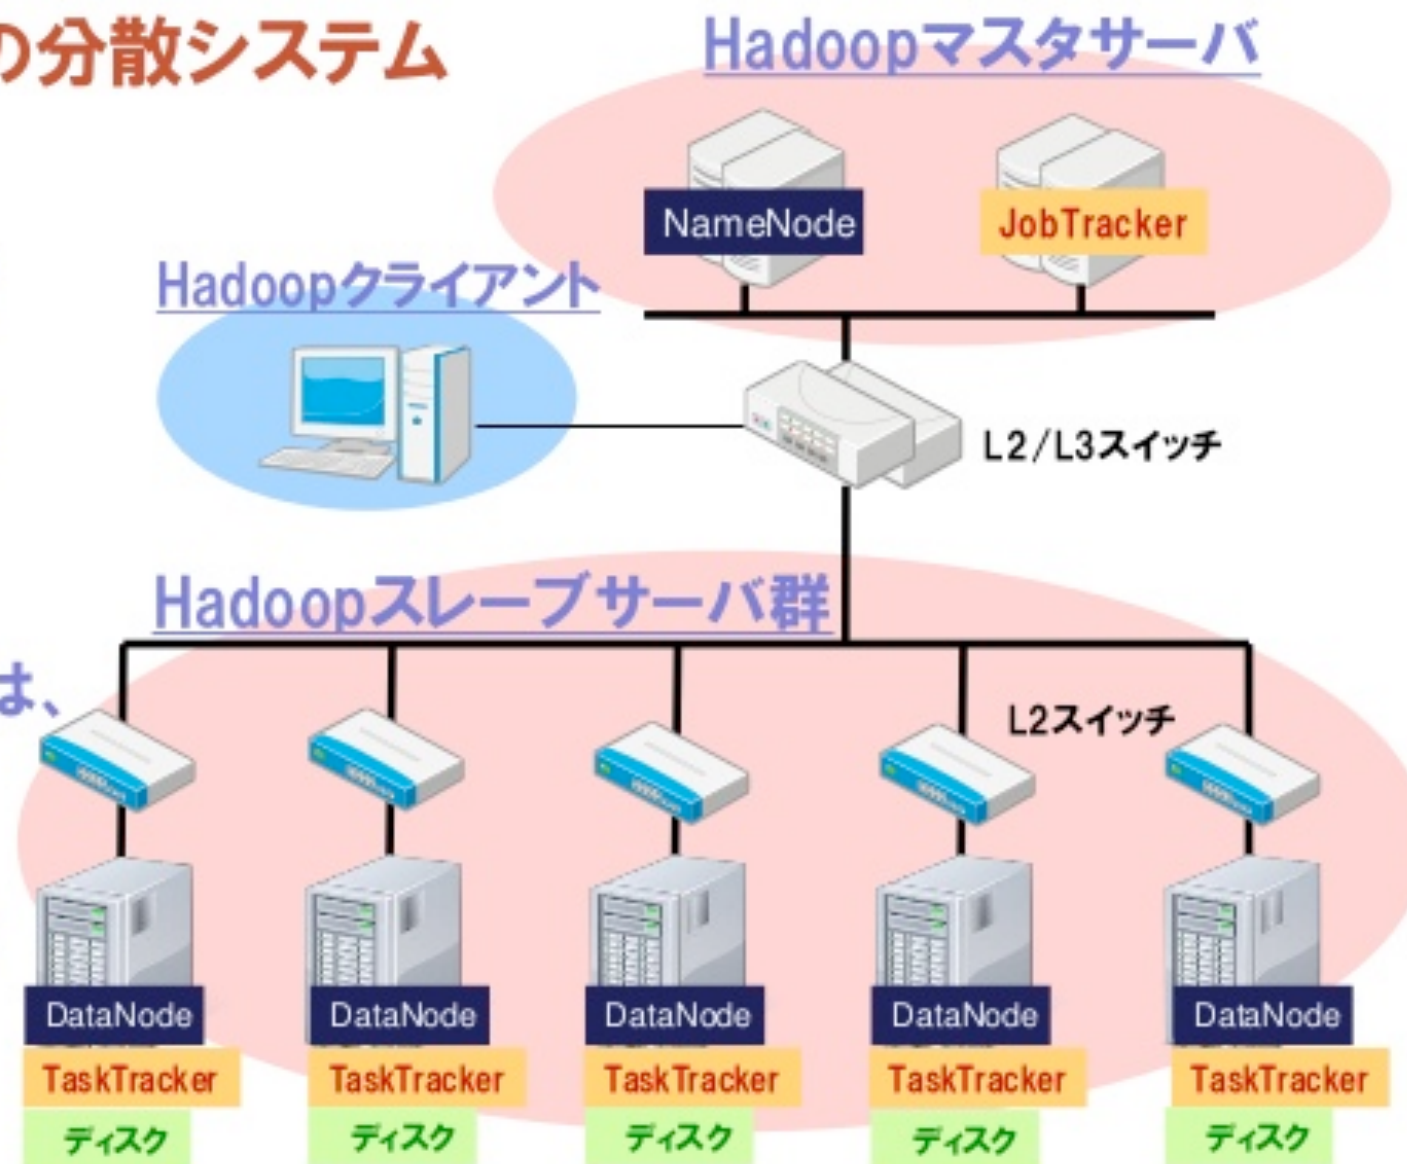 の分散システム
Hadoopマスタサーバ
NameNode
JobTracker
Hadoopクライアント
L2/L3スイッチ
Hadoopスレーブサーバ群
は、
L2スイッチ
DataNode
DataNode
DataNode
DataNode
DataNode
TaskTracker
TaskTracker
TaskTracker
TaskTracker
TaskTracker
ディスク
ディスク
ディスク
ディスク
ディスク